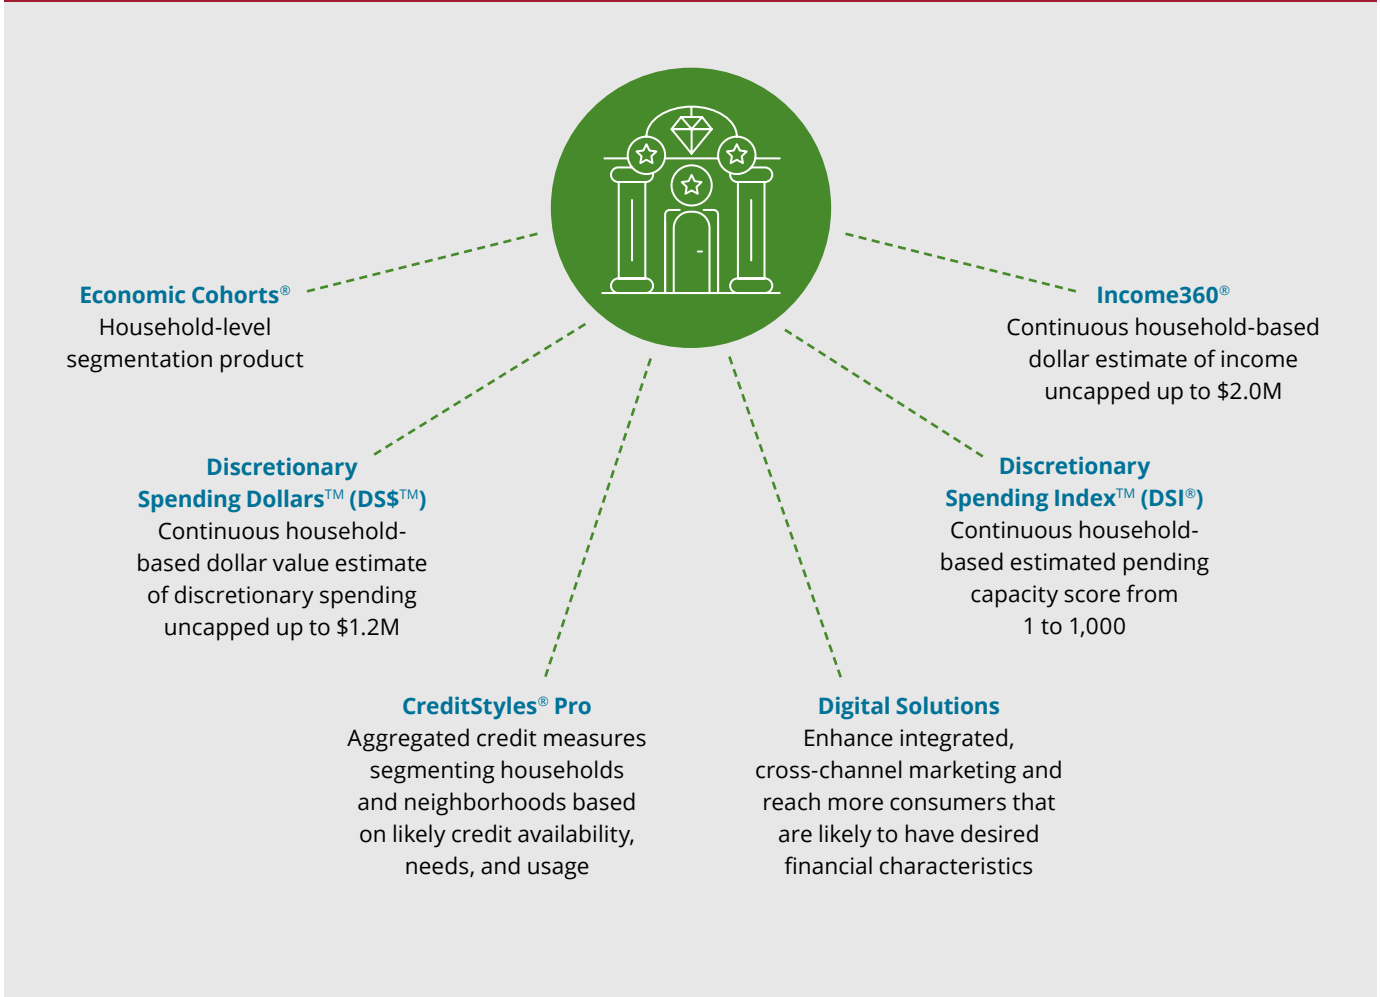 Economic Cohorts®
Household-level
segmentation product
Income360®
Continuous household-based
dollar estimate of income
uncapped up to $2.0M
Discretionary
Spending Dollars™ (DS$™)
Continuous household-
based dollar value estimate
of discretionary spending
uncapped up to $1.2M
Discretionary
Spending Index™ (DSI®)
Continuous household-
based estimated pending
capacity score from
1 to 1,000
CreditStyles® Pro
Aggregated credit measures
segmenting households
and neighborhoods based
on likely credit availability,
needs, and usage
Digital Solutions
Enhance integrated,
cross-channel marketing and
reach more consumers that
are likely to have desired
financial characteristics